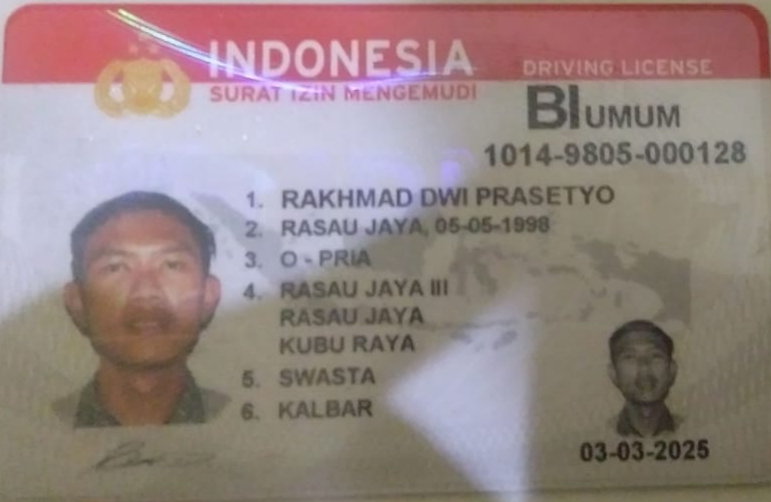 INDONESIA
SURAT IZIN MENGEMUDI
DRIVING LICENSE
BI UMUM
1014-9805-000128
1. RAKHMAD DWI PRASETYO
2. RASAU JAYA, 05-05-1998
3. O - PRIA
4. RASAU JAYA III
RASAU JAYA
KUBU RAYA
5. SWASTA
6. KALBAR
03-03-2025